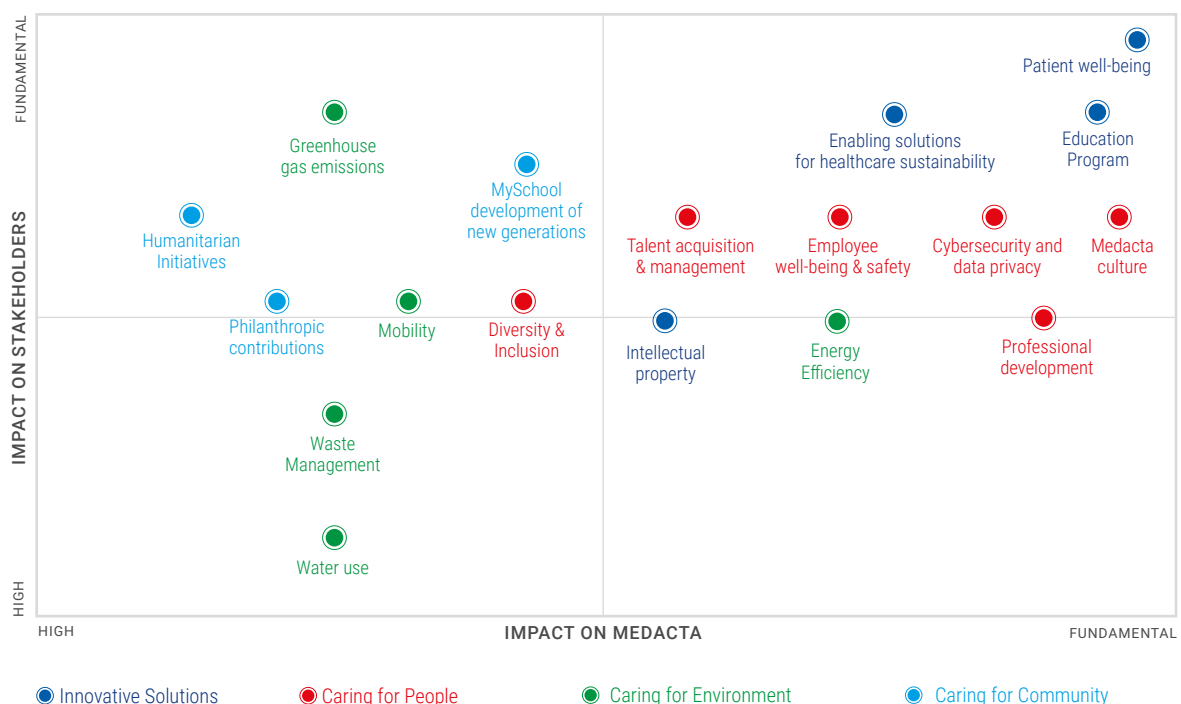 FUNDAMENTAL
IMPACT ON STAKEHOLDERS
HIGH
Patient well-being
Greenhouse
gas emissions
Enabling solutions
for healthcare sustainability
Education
Program
MySchool
development of
new generations
Humanitarian
Initiatives
Talent acquisition
& management
Employee
well-being & safety
Cybersecurity and
data privacy
Medacta
culture
Philanthropic
contributions
Mobility
Diversity &
Inclusion
Intellectual
property
Energy
Efficiency
Professional
development
Waste
Management
Water use
HIGH
IMPACT ON MEDACTA
FUNDAMENTAL
Innovative Solutions
Caring for People
Caring for Environment
Caring for Community